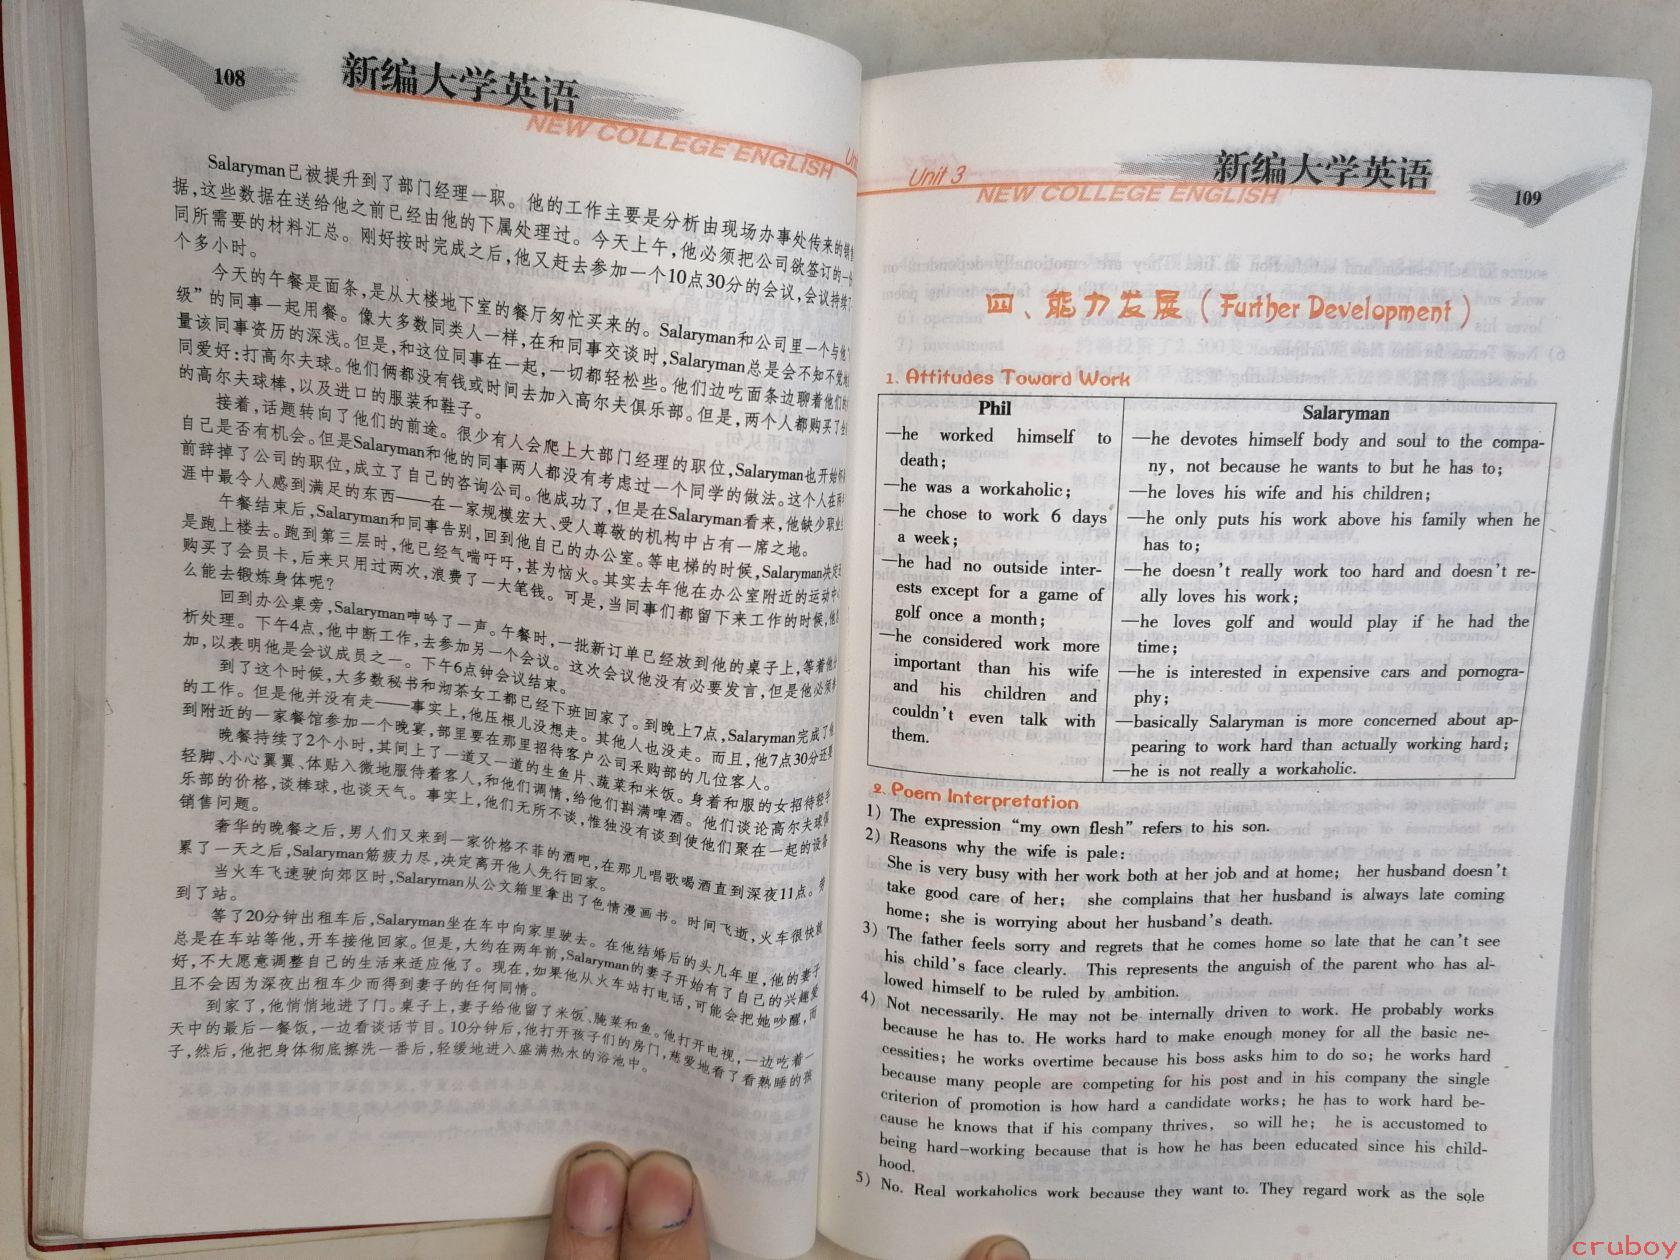 108
新编大学英语
NEW COLLEGE ENGLISH
Salaryman已被提升到了部门经理一职。他的工作主要是分析由现场办事处传来的销售
据,这些数据在送给他之前已经由他的下属处理过。今天上午,他必须把公司欲签订的一份
同所需要的材料汇总。刚好按时完成之后,他又赶去参加一个10点30分的会议,会议持续了
个多小时。
今天的午餐是面条,是从大楼地下室的餐厅匆忙买来的。Salaryman和公司里一个与他
级”的同事一起用餐。像大多数同类人一样,在和同事交谈时,Salaryman总是会不知不觉地
量该同事资历的深浅。但是,和这位同事在一起,一切都轻松些。他们边吃面条边聊着他们的
同爱好:打高尔夫球。他们俩都没有钱或时间去加入高尔夫俱乐部。但是,两个人都购买了
的高尔夫球棒,以及进口的服装和鞋子。
接着,话题转向了他们的前途。很少有人会爬上大部门经理的职位,Salaryman也开始
自己是否有机会。但是Salaryman和他的同事两人都没有考虑过一个同学的做法。这个人在
前辞掉了公司的职位,成立了自己的咨询公司。他成功了,但是在Salaryman看来,他缺少职业
涯中最令人感到满足的东西——在一家规模宏大、受人尊敬的机构中占有一席之地。
午餐结束后,Salaryman和同事告别,回到他自己的办公室。等电梯的时候,Salaryman决定
是跑上楼去。跑到第三层时,他已经气喘吁吁,甚为恼火。其实去年他在办公室附近的运动中
购买了会员卡,后来只用过两次,浪费了一大笔钱。可是,当同事们都留下来工作的时候,他
么能去锻炼身体呢?
回到办公桌旁,Salaryman呻吟了一声。午餐时,一批新订单已经放到他的桌子上,等着他
析处理。下午4点,他中断工作,去参加另一个会议。这次会议他没有必要发言,但是他必须
加,以表明他是会议成员之一。下午6点钟会议结束。
到了这个时候,大多数秘书和沏茶女工都已经下班回家了。到晚上7点,Salaryman完成了他
的工作。但是他并没有走——事实上,他压根儿没想走。其他人也没走。而且,他7点30分还要
到附近的一家餐馆参加一个晚宴,部里要在那里招待客户公司采购部的几位客人。
晚餐持续了2个小时,其间上了一道又一道的生鱼片、蔬菜和米饭。身着和服的女招待轻手
轻脚、小心翼翼、体贴入微地服侍着客人,和他们调情,给他们斟满啤酒。他们谈论高尔夫球俱
乐部的价格,谈棒球,也谈天气。事实上,他们无所不谈,惟独没有谈到使他们聚在一起的设备
销售问题。
奢华的晚餐之后,男人们又来到一家价格不菲的酒吧,在那儿唱歌喝酒直到深夜11点。
累了一天之后,Salaryman筋疲力尽,决定离开他人先行回家。
当火车飞速驶向郊区时,Salaryman从公文箱里拿出了色情漫画书。时间飞逝,火车很快就
到了站。
等了20分钟出租车后,Salaryman坐在车中向家里驶去。在他结婚后的头几年里,他的妻子
总是在车站等他,开车接他回家。但是,大约在两年前,Salaryman的妻子开始有了自己的兴趣爱
好,不大愿意调整自己的生活来适应他了。现在,如果他从火车站打电话,可能会把她吵醒,而
且不会因为深夜出租车少而得到妻子的任何同情。
到家了,他悄悄地进了门。桌子上,妻子给他留了米饭、腌菜和鱼。他打开电视,一边吃着一
天中的最后一餐饭,一边看谈话节目。10分钟后,他打开孩子们的房门,慈爱地看了看熟睡的孩
子,然后,他把身体彻底擦洗一番后,轻缓地进入盛满热水的浴池中。
Unit 3
新编大学英语
NEW COLLEGE ENGLISH
109
四、能力发展(Further Development)
1. Attitudes Toward Work
Phil
—he worked himself to
death;
—he was a workaholic;
—he chose to work 6 days
a week;
—he had no outside inter-
ests except for a game of
golf once a month;
—he considered work more
important than his wife
and his children and
couldn't even talk with
them.
Salaryman
—he devotes himself body and soul to the compa-
ny, not because he wants to but he has to;
—he loves his wife and his children;
—he only puts his work above his family when he
has to;
—he doesn't really work too hard and doesn't re-
ally loves his work;
—he loves golf and would play if he had the
time;
—he is interested in expensive cars and pornogra-
phy;
—basically Salaryman is more concerned about ap-
pearing to work hard than actually working hard;
—he is not really a workaholic.
2. Poem Interpretation
1) The expression “my own flesh” refers to his son.
2) Reasons why the wife is pale:
She is very busy with her work both at her job and at home; her husband doesn't
take good care of her; she complains that her husband is always late coming
home; she is worrying about her husband's death.
3) The father feels sorry and regrets that he comes home so late that he can't see
his child's face clearly. This represents the anguish of the parent who has al-
lowed himself to be ruled by ambition.
4) Not necessarily. He may not be internally driven to work. He probably works
because he has to. He works hard to make enough money for all the basic ne-
cessities; he works overtime because his boss asks him to do so; he works hard
because many people are competing for his post and in his company the single
criterion of promotion is how hard a candidate works; he has to work hard be-
cause he knows that if his company thrives, so will he; he is accustomed to
being hard-working because that is how he has been educated since his child-
hood.
5) No. Real workaholics work because they want to. They regard work as the sole
cruboy